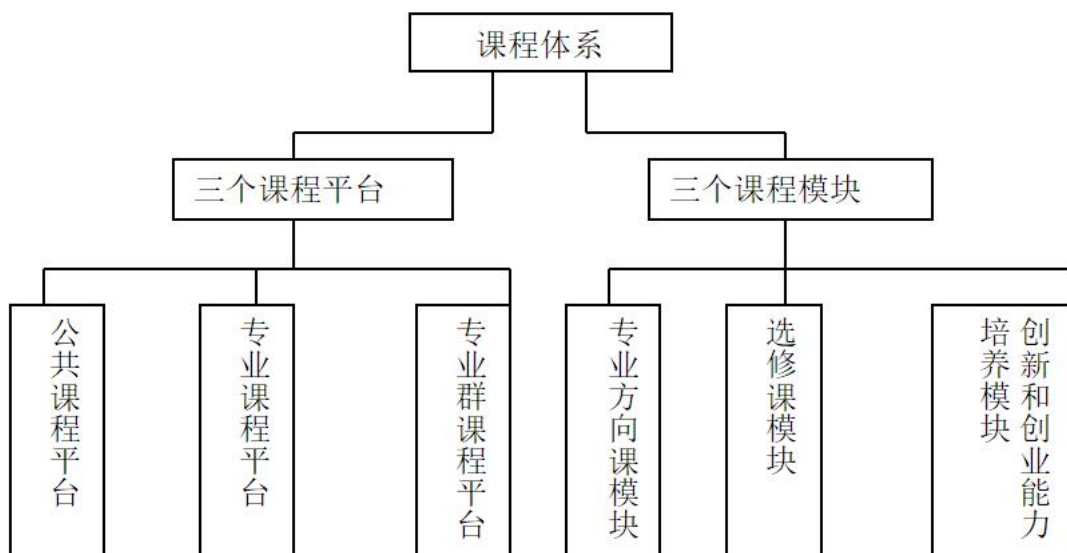 课程体系
三个课程平台
三个课程模块
公共课程平台
专业课程平台
专业群课程平台
专业方向课模块
选修课模块
创新和创业能力
培养模块